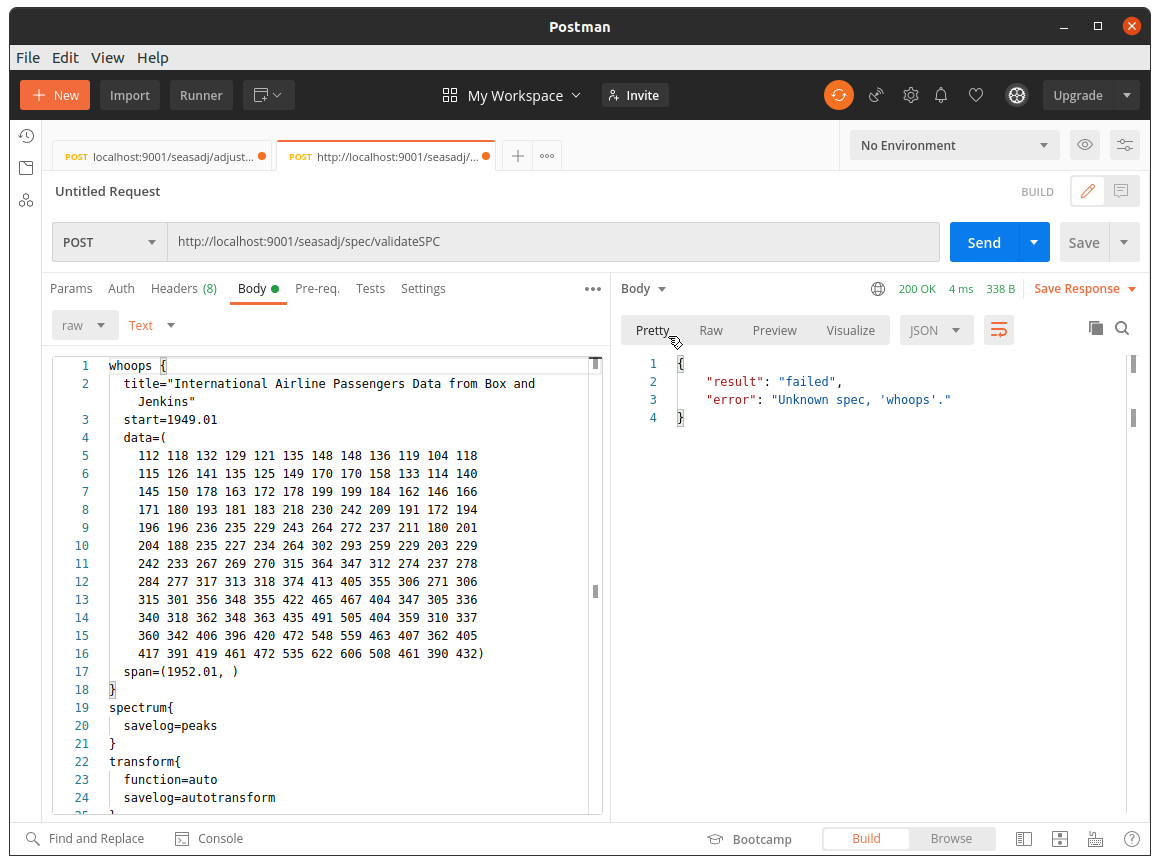 Postman
File Edit View Help
New Import Runner My Workspace Invite Upgrade
POST localhost:9001/seasadj/adjust... POST http://localhost:9001/seasadj/... No Environment
Untitled Request BUILD
POST http://localhost:9001/seasadj/spec/validateSPC Send Save
Params Auth Headers (8) Body Pre-req. Tests Settings
raw Text
1 whoops {
2 title="International Airline Passengers Data from Box and
Jenkins"
3 start=1949.01
4 data=(
5 112 118 132 129 121 135 148 148 136 119 104 118
6 115 126 141 135 125 149 170 170 158 133 114 140
7 145 150 178 163 172 178 199 199 184 162 146 166
8 171 180 193 181 183 218 230 242 209 191 172 194
9 196 196 236 235 229 243 264 272 237 211 180 201
10 204 188 235 227 234 264 302 293 259 229 203 229
11 242 233 267 269 270 315 364 347 312 274 237 278
12 284 277 317 313 318 374 413 405 355 306 271 306
13 315 301 356 348 355 422 465 467 404 347 305 336
14 340 318 362 348 363 435 491 505 404 359 310 337
15 360 342 406 396 420 472 548 559 463 407 362 405
16 417 391 419 461 472 535 622 606 508 461 390 432)
17 span=(1952.01, )
18 }
19 spectrum{
20 savelog=peaks
21 }
22 transform{
23 function=auto
24 savelog=autotransform
Body 200 OK 4 ms 338 B Save Response
Pretty Raw Preview Visualize JSON
1 {
2 "result": "failed",
3 "error": "Unknown spec, 'whoops'."
4 }
Find and Replace Console Bootcamp Build Browse